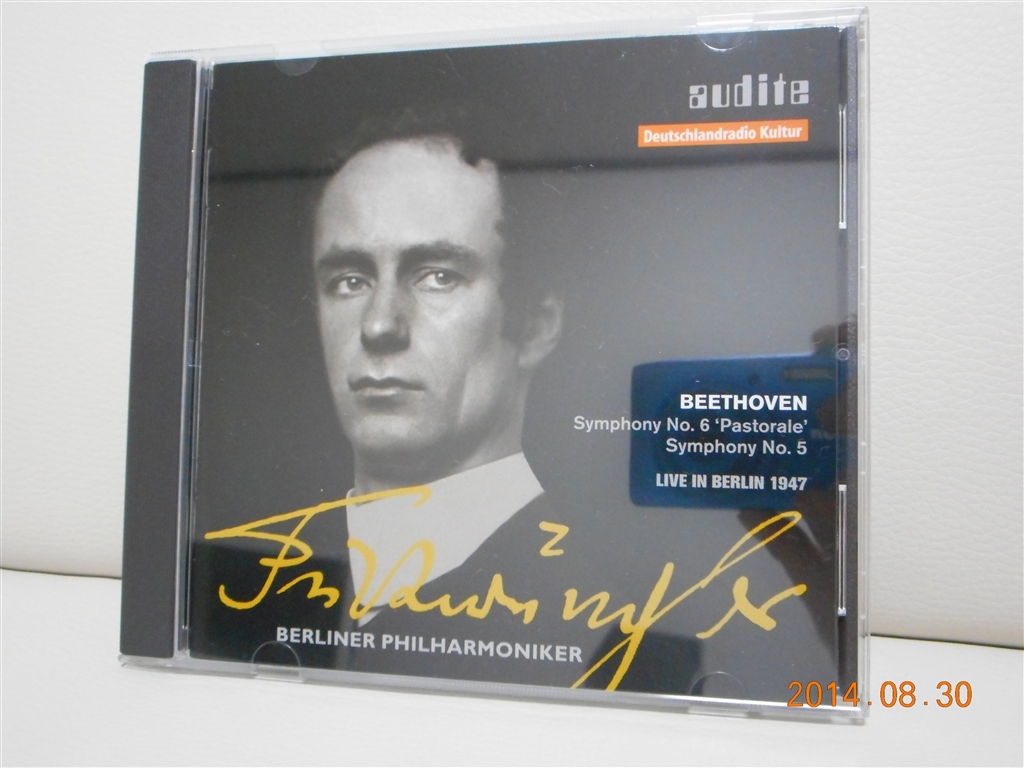 audite
Deutschlandradio Kultur
BEETHOVEN
Symphony No. 6 ‘Pastorale’
Symphony No. 5
LIVE IN BERLIN 1947
BERLINER PHILHARMONIKER
2014.08.30